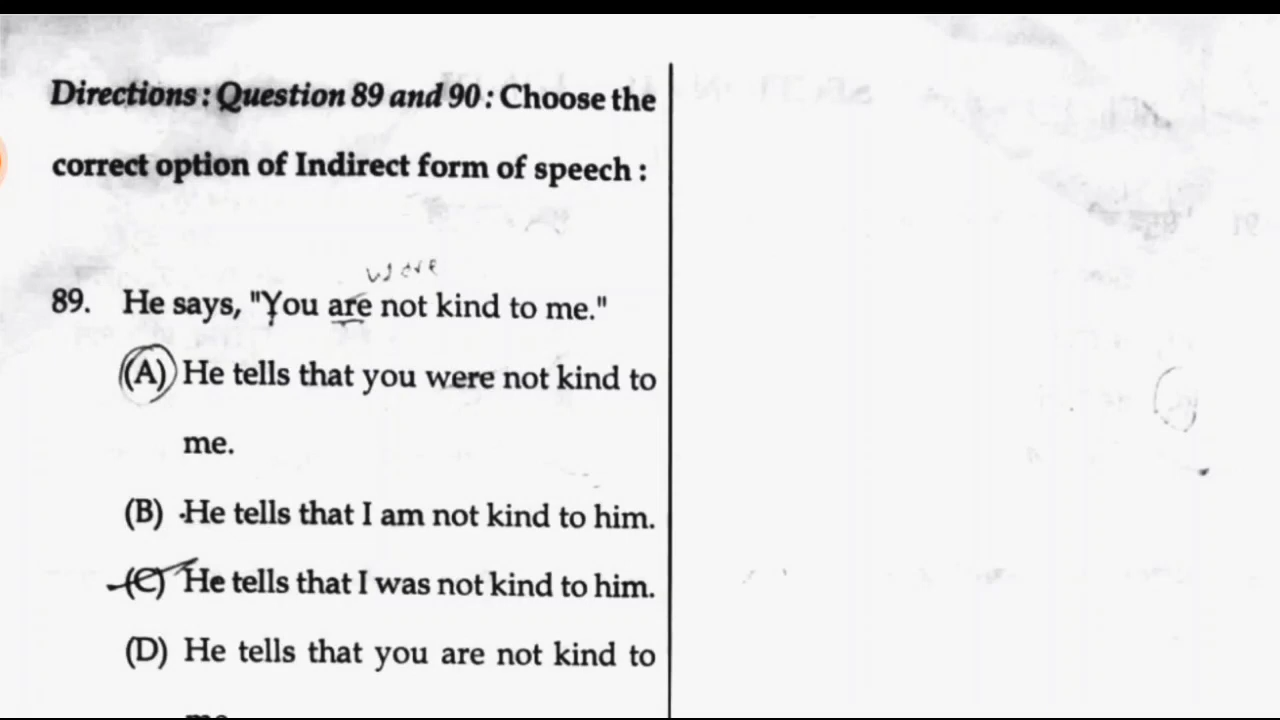 Directions : Question 89 and 90 : Choose the
correct option of Indirect form of speech :
were
89. He says, "You are not kind to me."
(A) He tells that you were not kind to
me.
(B) He tells that I am not kind to him.
(C) He tells that I was not kind to him.
(D) He tells that you are not kind to